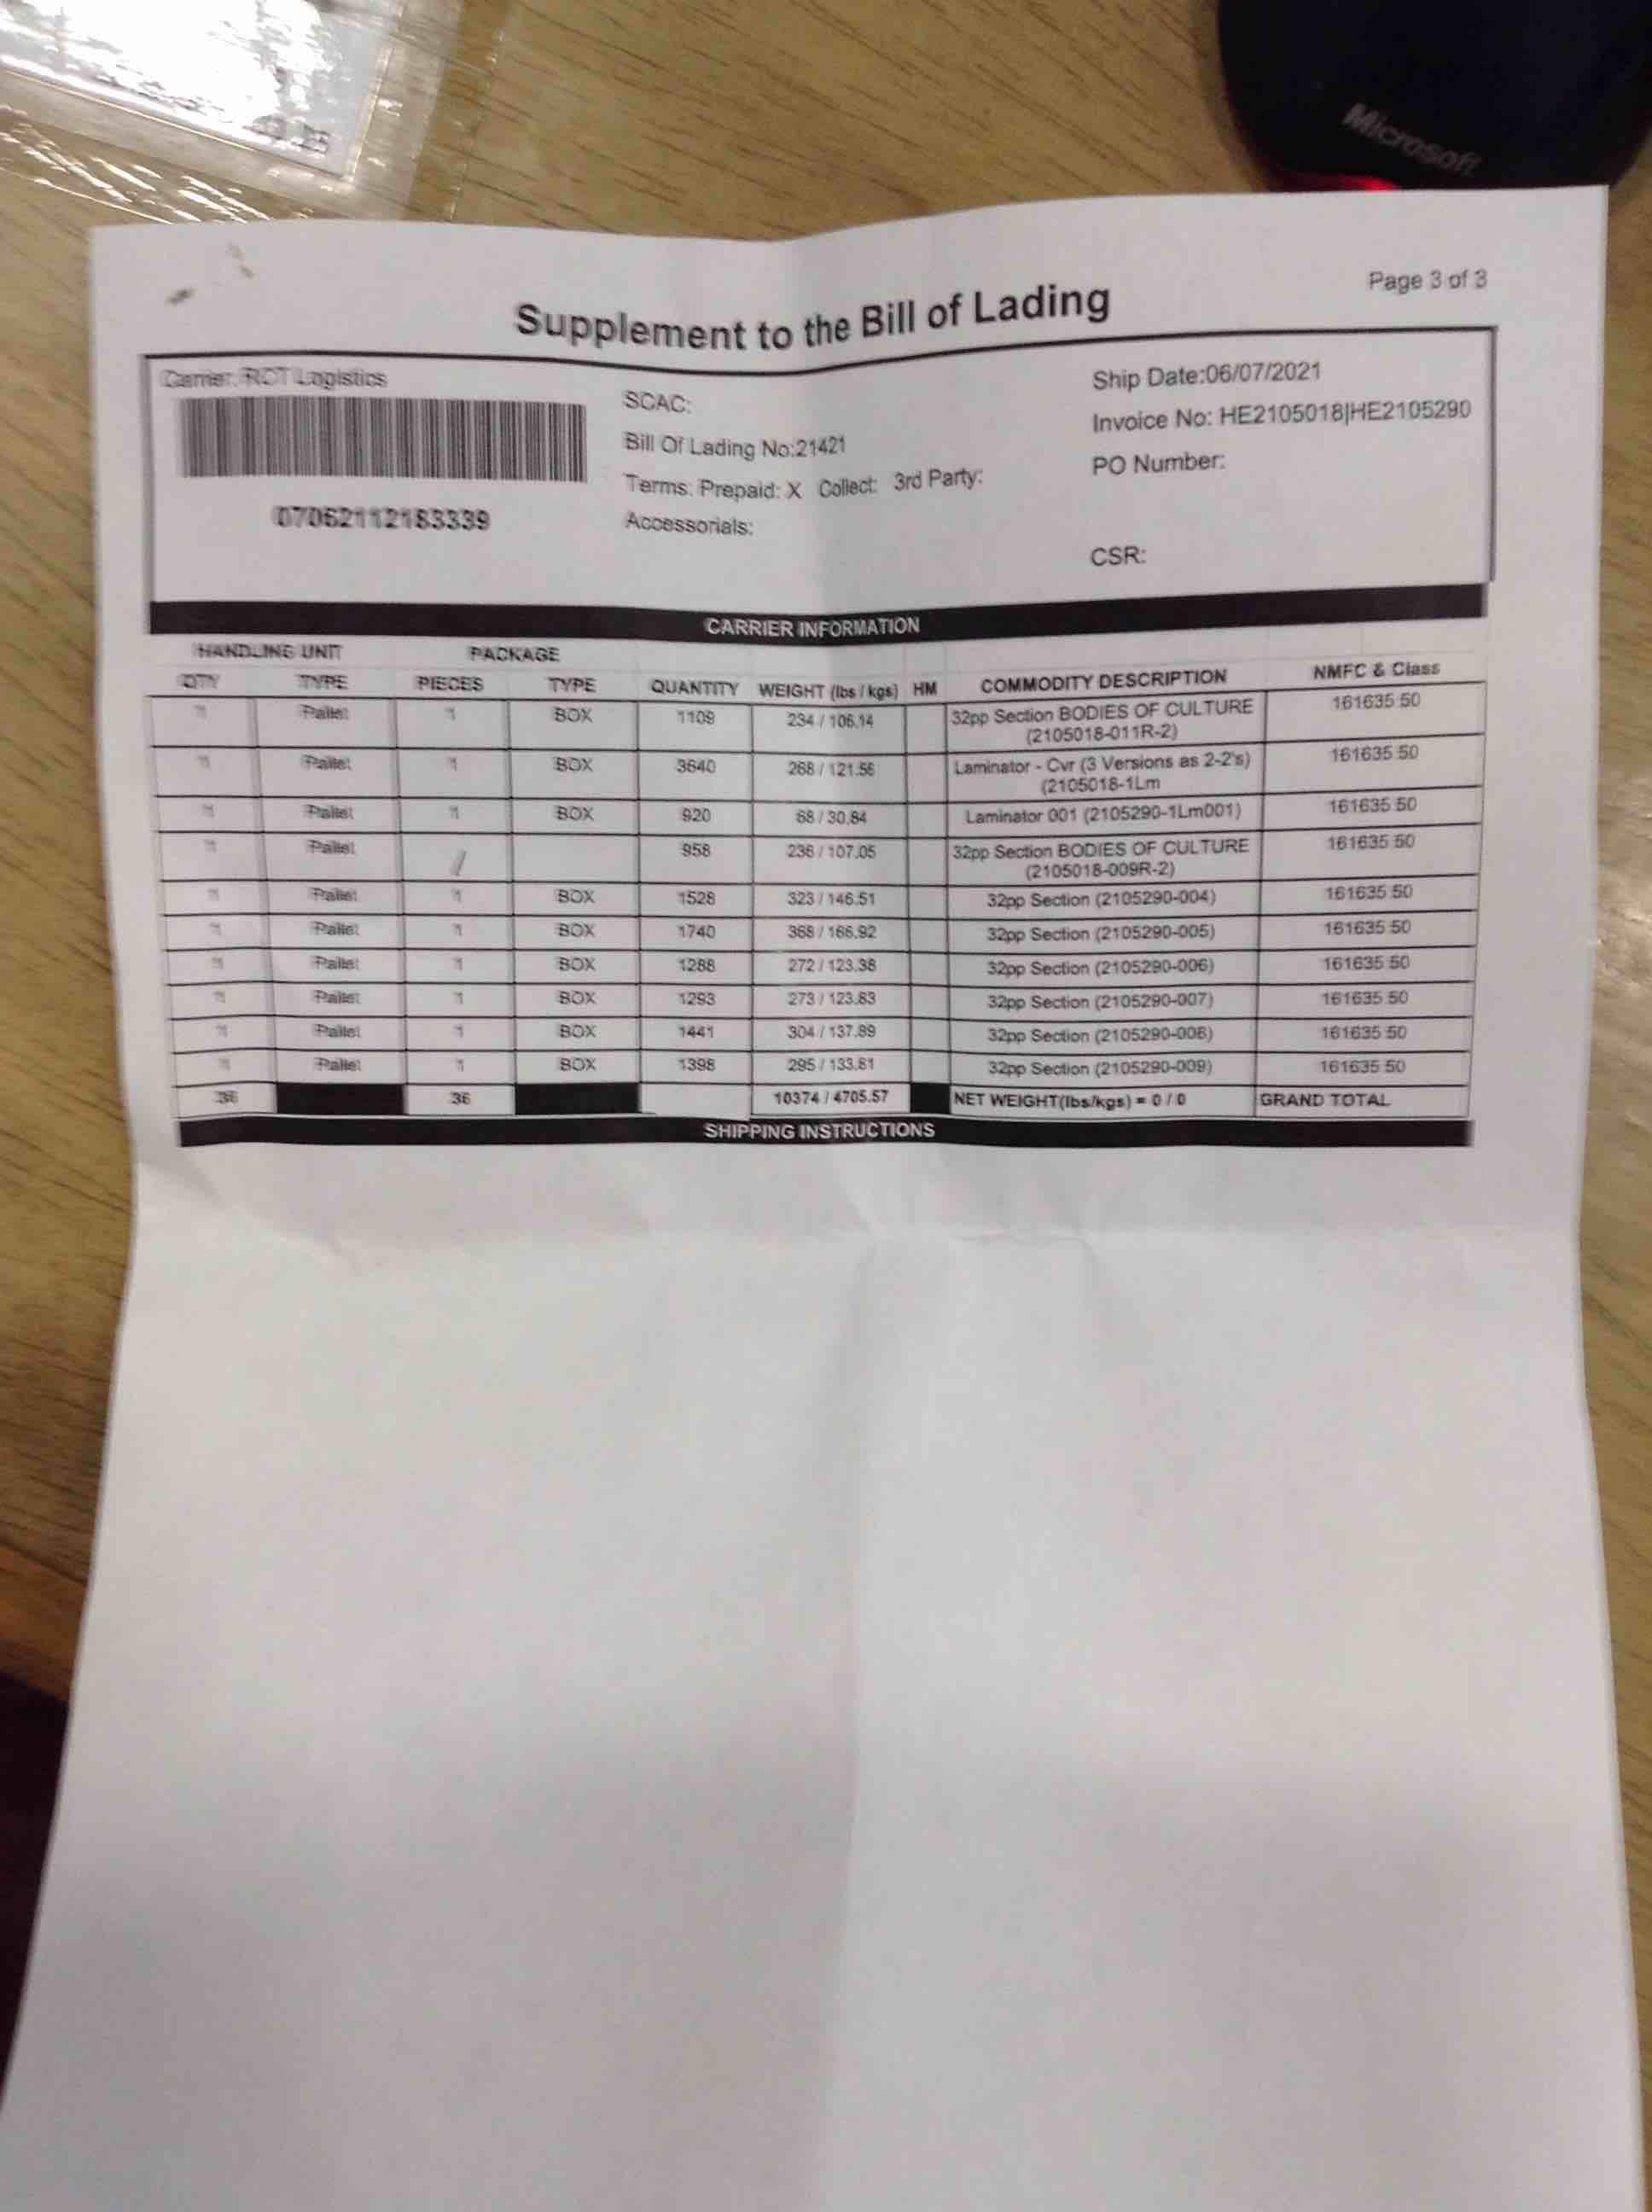 Microsoft
Page 3 of 3
Supplement to the Bill of Lading
Carrier: RCT Logistics
07062112183339
SCAC:
Bill Of Lading No:21421
Terms: Prepaid: X Collect: 3rd Party:
Accessorials:
Ship Date:06/07/2021
Invoice No: HE2105018|HE2105290
PO Number:
CSR:
CARRIER INFORMATION
HANDLING UNIT PACKAGE
QTY TYPE PIECES TYPE QUANTITY WEIGHT (lbs / kgs) HM COMMODITY DESCRIPTION NMFC & Class
1 Pallet 1 BOX 1109 234 / 106.14 32pp Section BODIES OF CULTURE 161635 50
(2105018-011R-2)
1 Pallet 1 BOX 3640 268 / 121.56 Laminator - Cvr (3 Versions as 2-2's) 161635 50
(2105018-1Lm
1 Pallet 1 BOX 920 68 / 30.84 Laminator 001 (2105290-1Lm001) 161635 50
1 Pallet / 958 236 / 107.05 32pp Section BODIES OF CULTURE 161635 50
(2105018-009R-2)
1 Pallet 1 BOX 1528 323 / 146.51 32pp Section (2105290-004) 161635 50
1 Pallet 1 BOX 1740 368 / 166.92 32pp Section (2105290-005) 161635 50
1 Pallet 1 BOX 1288 272 / 123.38 32pp Section (2105290-006) 161635 50
1 Pallet 1 BOX 1293 273 / 123.83 32pp Section (2105290-007) 161635 50
1 Pallet 1 BOX 1441 304 / 137.89 32pp Section (2105290-008) 161635 50
1 Pallet 1 BOX 1398 295 / 133.81 32pp Section (2105290-009) 161635 50
36 36 10374 / 4705.57 NET WEIGHT(lbs/kgs) = 0 / 0 GRAND TOTAL
SHIPPING INSTRUCTIONS